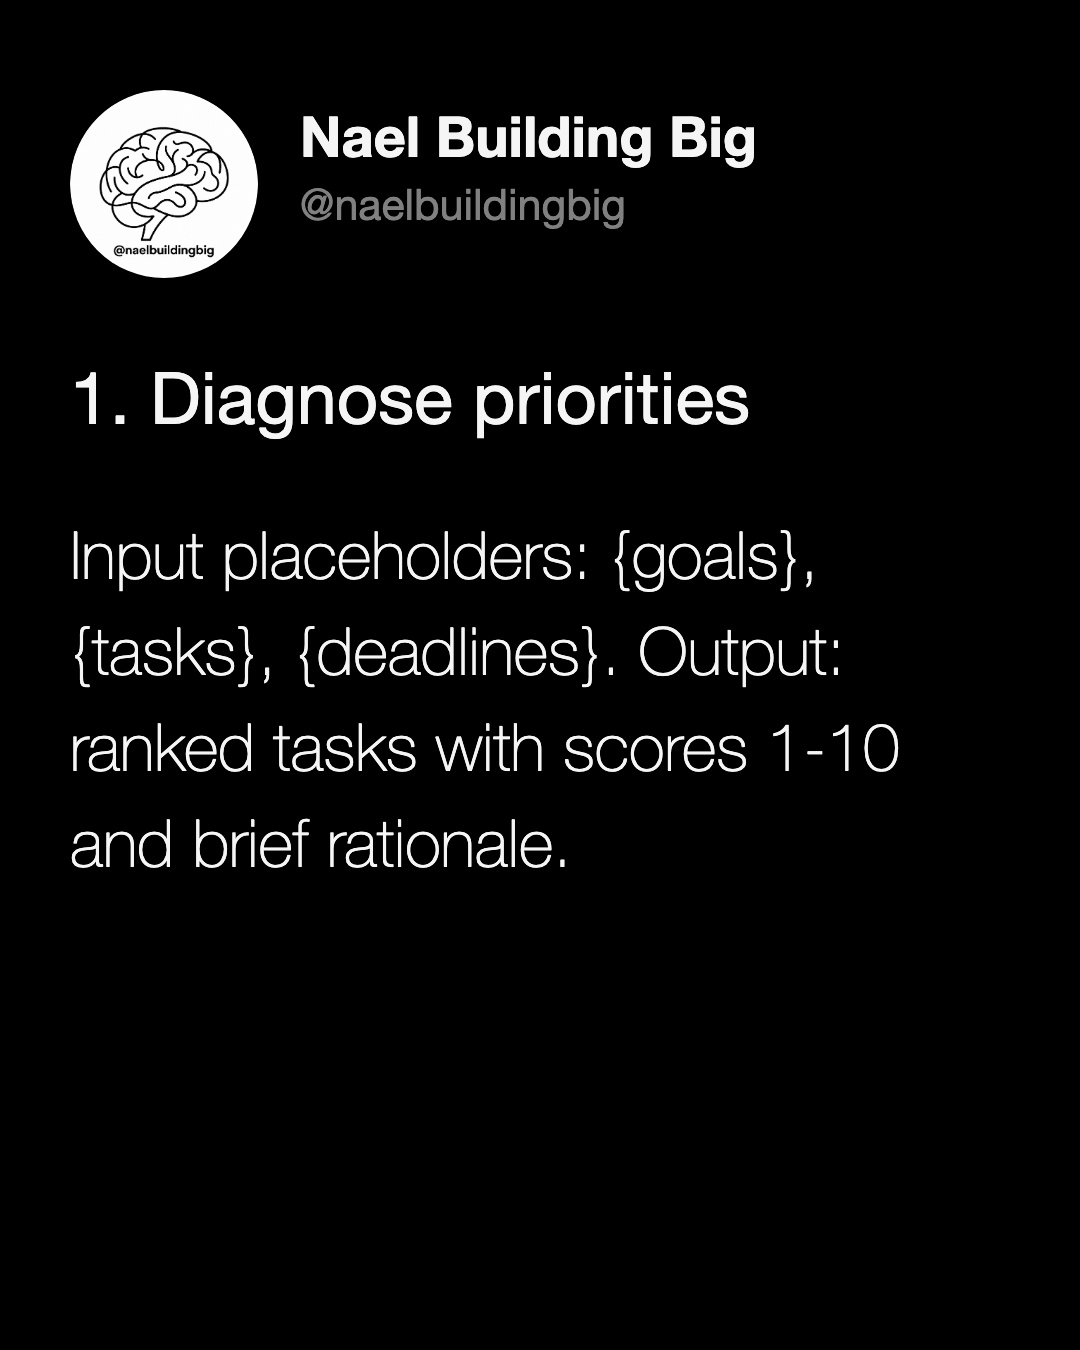 Nael Building Big
@naelbuildingbig
@naelbuildingbig
1. Diagnose priorities
Input placeholders: {goals},
{tasks}, {deadlines}. Output:
ranked tasks with scores 1-10
and brief rationale.